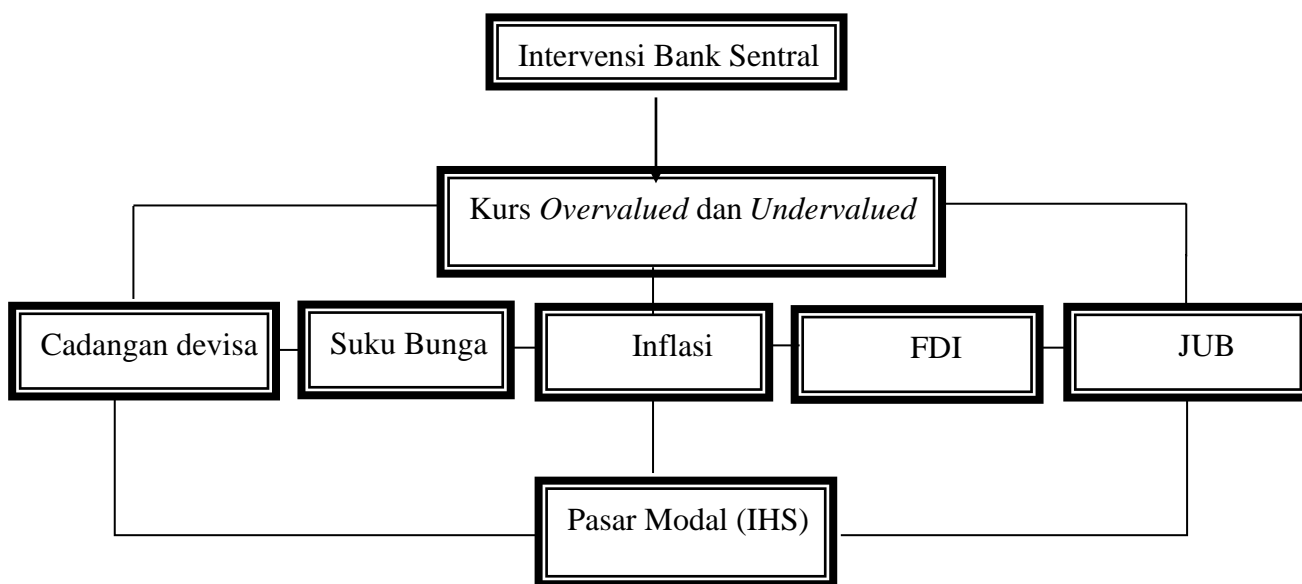 Intervensi Bank Sentral
Kurs Overvalued dan Undervalued
Cadangan devisa
Suku Bunga
Inflasi
FDI
JUB
Pasar Modal (IHS)